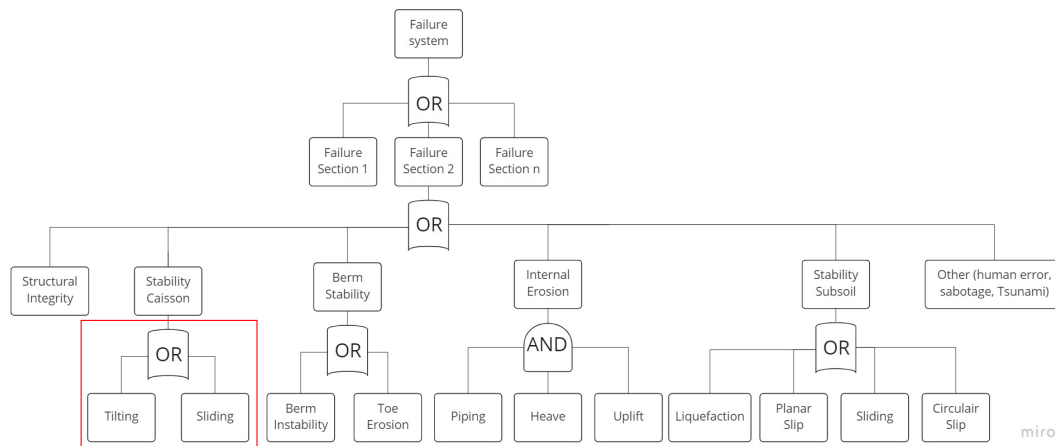 Failure
system
OR
Failure
Section 1
Failure
Section 2
Failure
Section n
OR
Structural
Integrity
Stability
Caisson
Berm
Stability
Internal
Erosion
Stability
Subsoil
Other (human error,
sabotage, Tsunami)
OR
OR
AND
OR
Tilting
Sliding
Berm
Instability
Toe
Erosion
Piping
Heave
Uplift
Liquefaction
Planar
Slip
Sliding
Circulair
Slip
miro